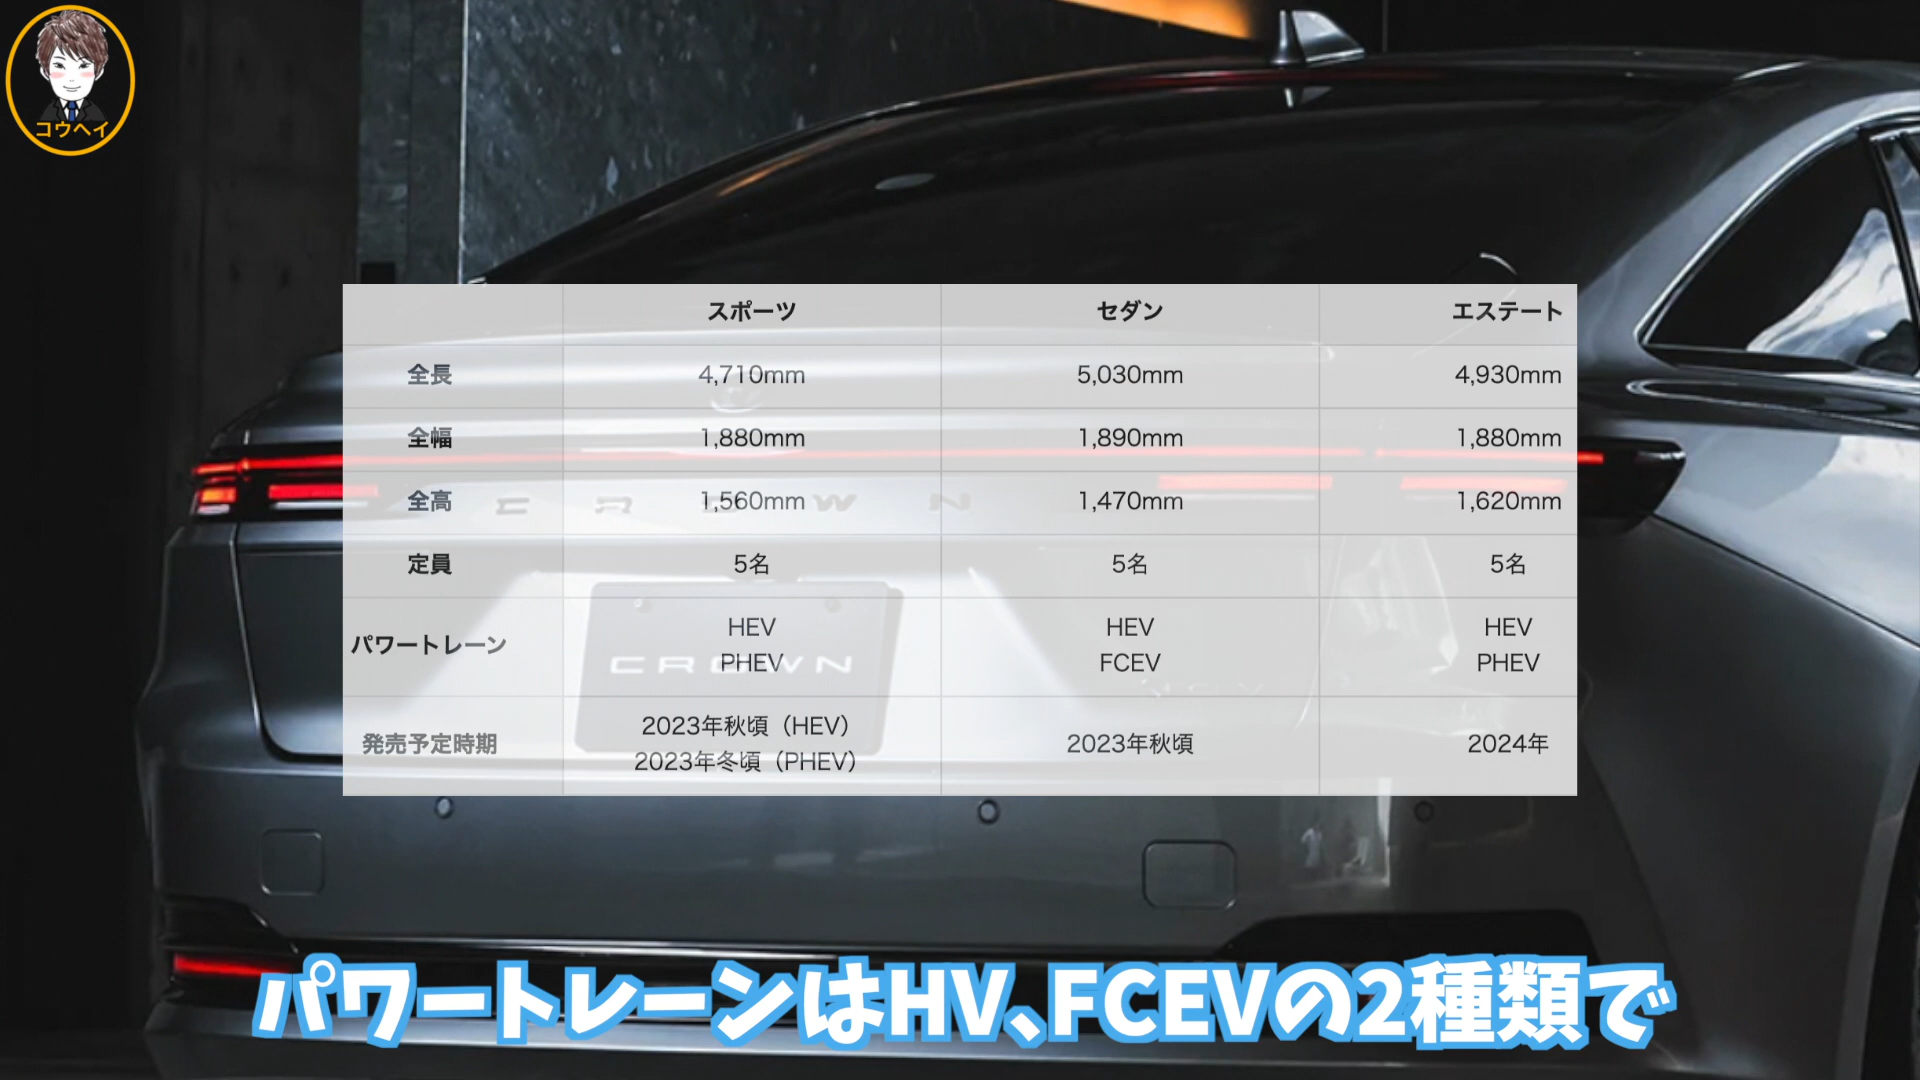 コウヘイ
スポーツ セダン エステート
全長 4,710mm 5,030mm 4,930mm
全幅 1,880mm 1,890mm 1,880mm
全高 1,560mm 1,470mm 1,620mm
CROWN
定員 5名 5名 5名
パワートレーン HEV PHEV HEV FCEV HEV PHEV
CROWN
発売予定時期 2023年秋頃（HEV） 2023年冬頃（PHEV） 2023年秋頃 2024年
パワートレーンはHV、FCEVの2種類で